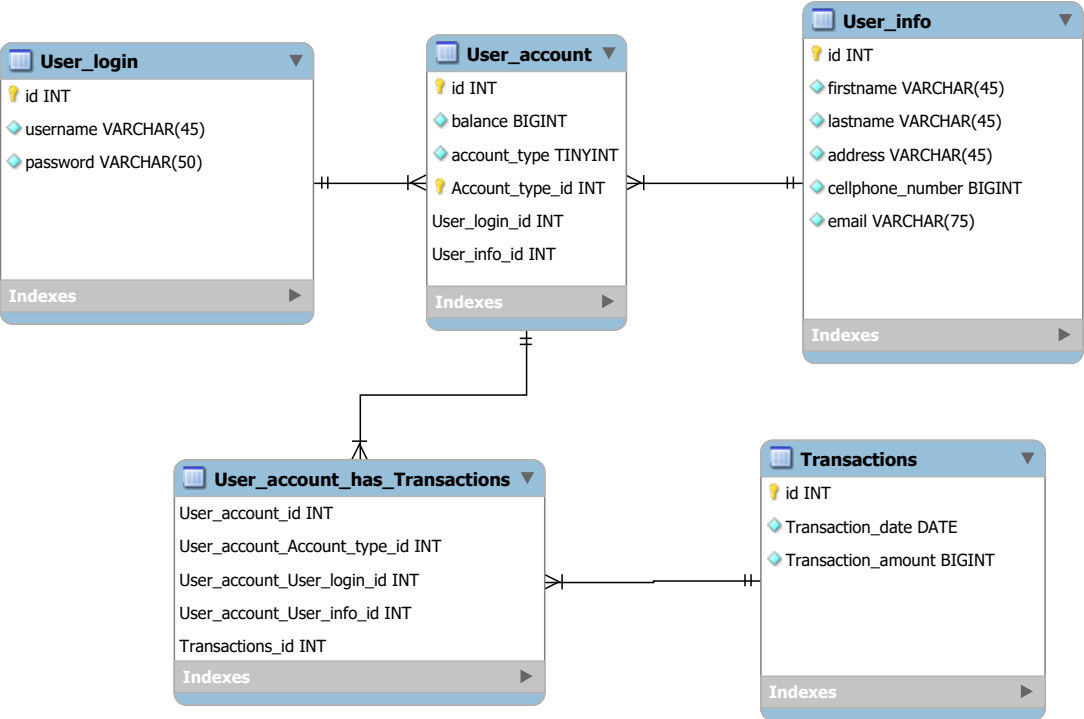 User_login
id INT
username VARCHAR(45)
password VARCHAR(50)
Indexes
User_account
id INT
balance BIGINT
account_type TINYINT
Account_type_id INT
User_login_id INT
User_info_id INT
Indexes
User_info
id INT
firstname VARCHAR(45)
lastname VARCHAR(45)
address VARCHAR(45)
cellphone_number BIGINT
email VARCHAR(75)
Indexes
User_account_has_Transactions
User_account_id INT
User_account_Account_type_id INT
User_account_User_login_id INT
User_account_User_info_id INT
Transactions_id INT
Indexes
Transactions
id INT
Transaction_date DATE
Transaction_amount BIGINT
Indexes